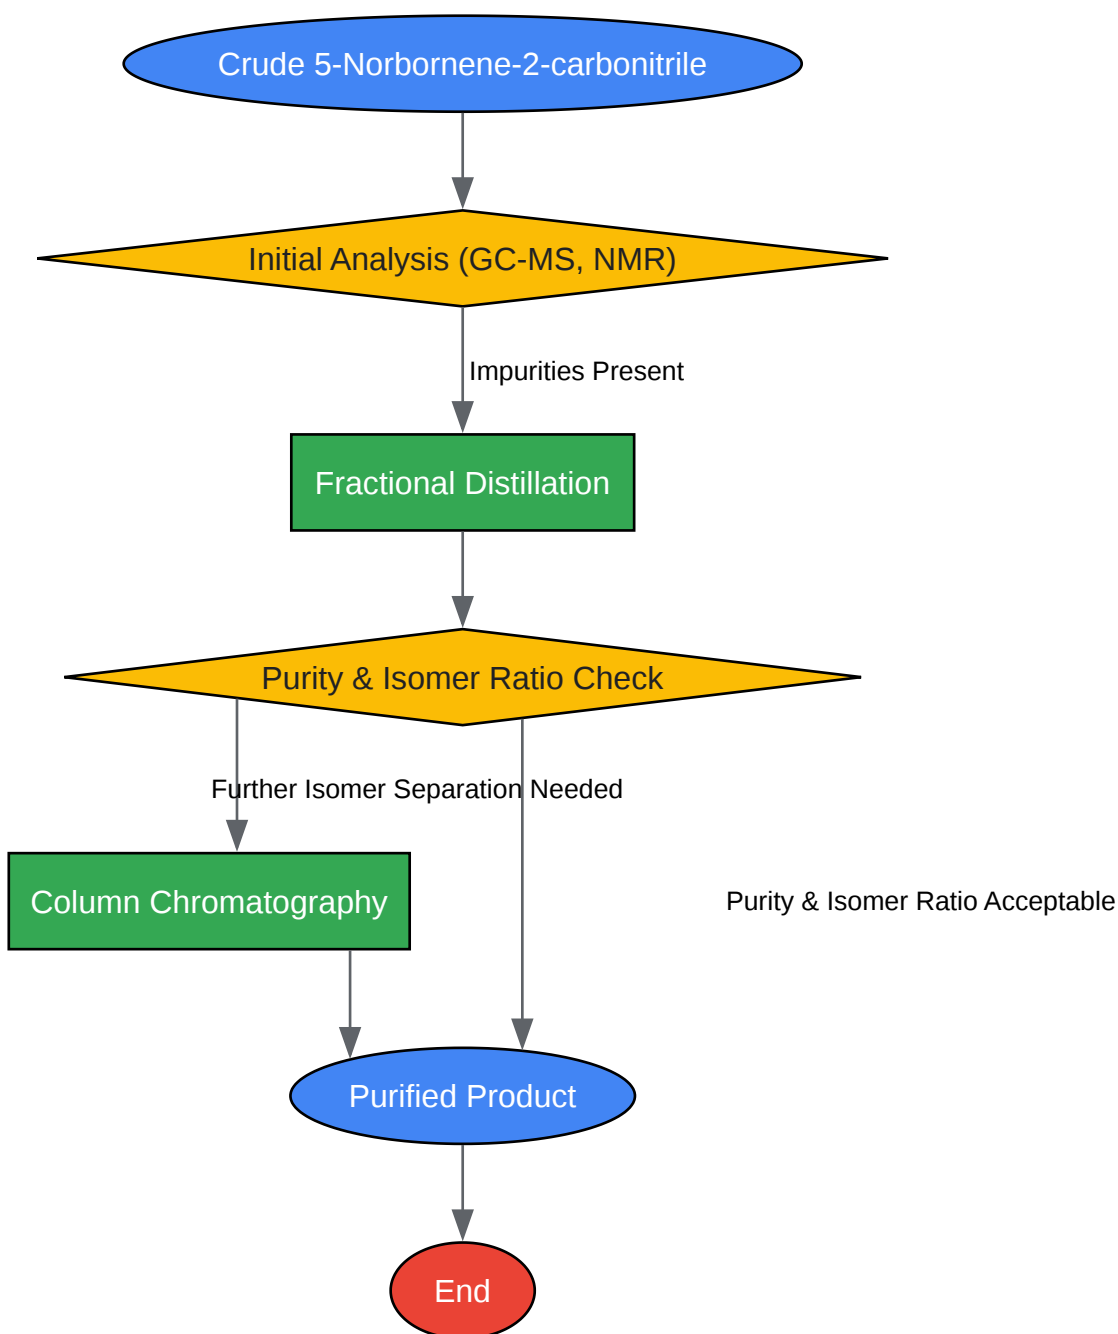 Crude 5-Norbornene-2-carbonitrile
Initial Analysis (GC-MS, NMR)
Impurities Present
Fractional Distillation
Purity & Isomer Ratio Check
Further Isomer Separation Needed
Column Chromatography
Purity & Isomer Ratio Acceptable
Purified Product
End